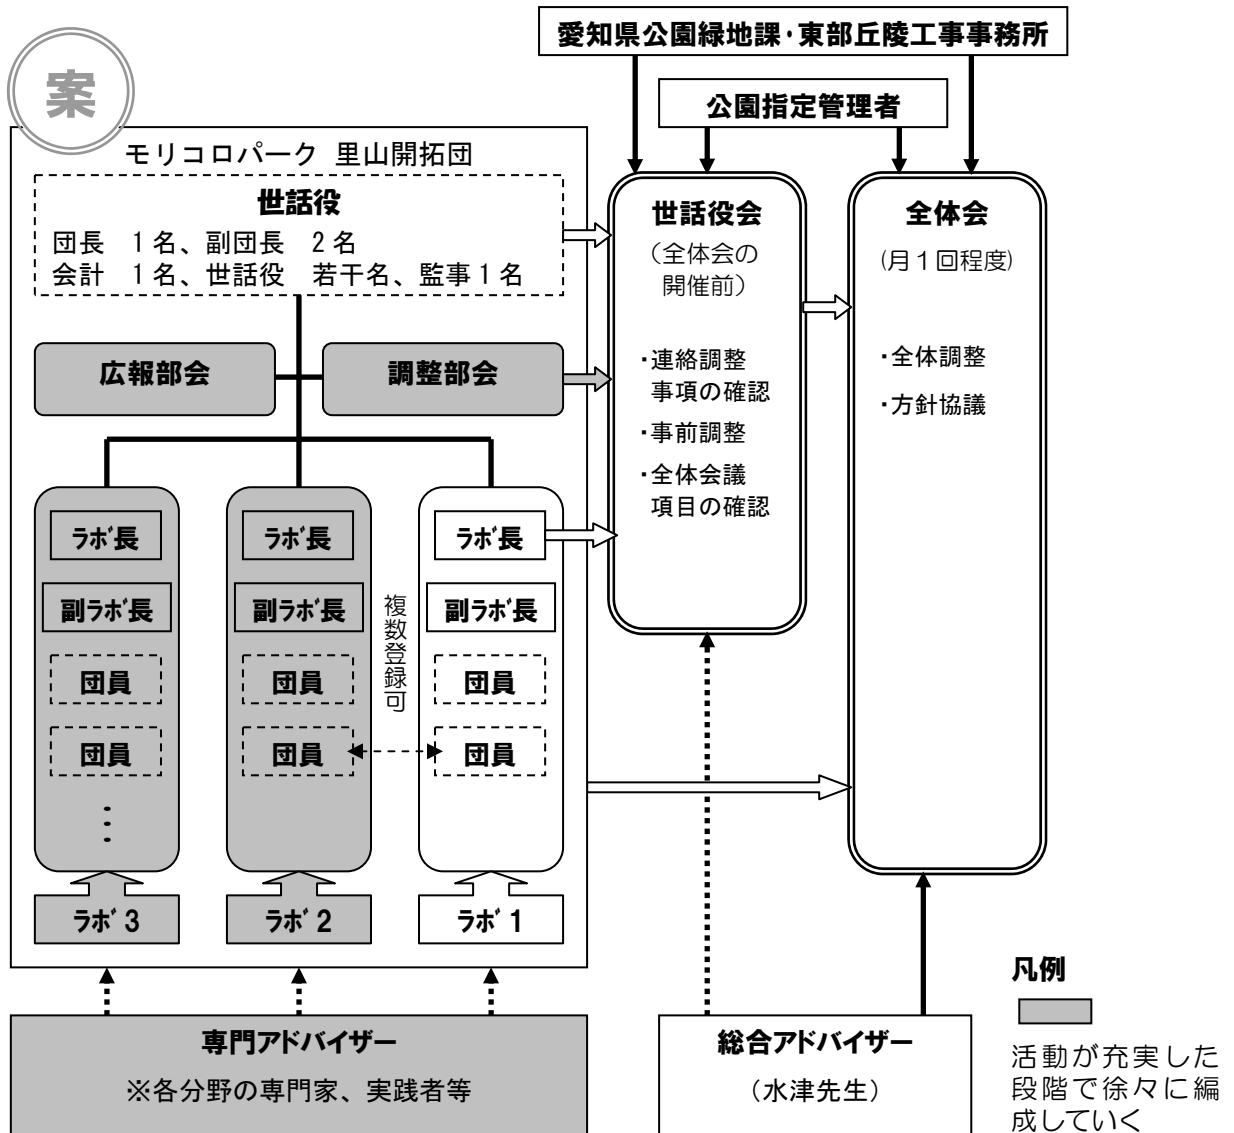 愛知県公園緑地課・東部丘陵工事事務所
案
公園指定管理者
モリコロパーク 里山開拓団
世話役
団長 1名、副団長 2名
会計 1名、世話役 若干名、監事1名
世話役会
（全体会の
開催前）
・連絡調整
事項の確認
・事前調整
・全体会議
項目の確認
全体会
(月1回程度)
・全体調整
・方針協議
広報部会
調整部会
ラボ長
副ラボ長
団員
団員
⋮
ラボ3
ラボ長
副ラボ長
団員
団員
ラボ2
複数登録可
ラボ長
副ラボ長
団員
団員
ラボ1
専門アドバイザー
※各分野の専門家、実践者等
総合アドバイザー
（水津先生）
凡例
活動が充実した
段階で徐々に編
成していく